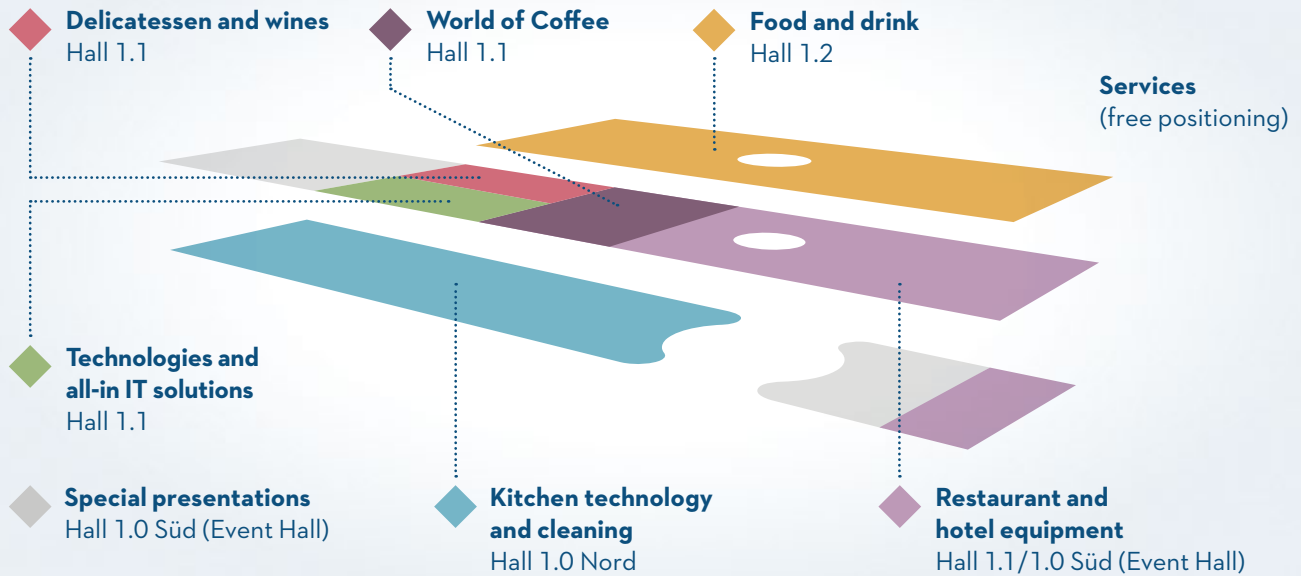 Delicatessen and wines
Hall 1.1
World of Coffee
Hall 1.1
Food and drink
Hall 1.2
Services
(free positioning)
Technologies and
all-in IT solutions
Hall 1.1
Special presentations
Hall 1.0 Süd (Event Hall)
Kitchen technology
and cleaning
Hall 1.0 Nord
Restaurant and
hotel equipment
Hall 1.1/1.0 Süd (Event Hall)